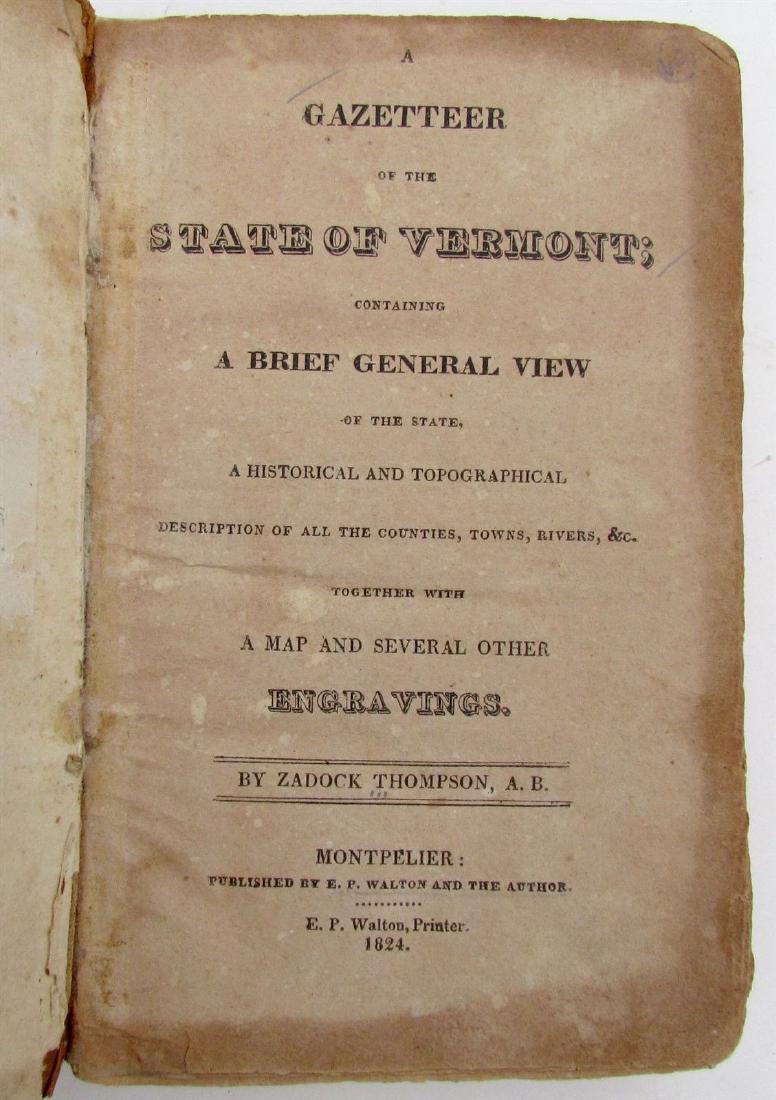 A
GAZETTEER
OF THE
STATE OF VERMONT;
CONTAINING
A BRIEF GENERAL VIEW
OF THE STATE,
A HISTORICAL AND TOPOGRAPHICAL
DESCRIPTION OF ALL THE COUNTIES, TOWNS, RIVERS, &c.
TOGETHER WITH
A MAP AND SEVERAL OTHER
ENGRAVINGS.
BY ZADOCK THOMPSON, A. B.
MONTPELIER:
PUBLISHED BY E. P. WALTON AND THE AUTHOR.
...........
E. P. Walton, Printer.
1824.